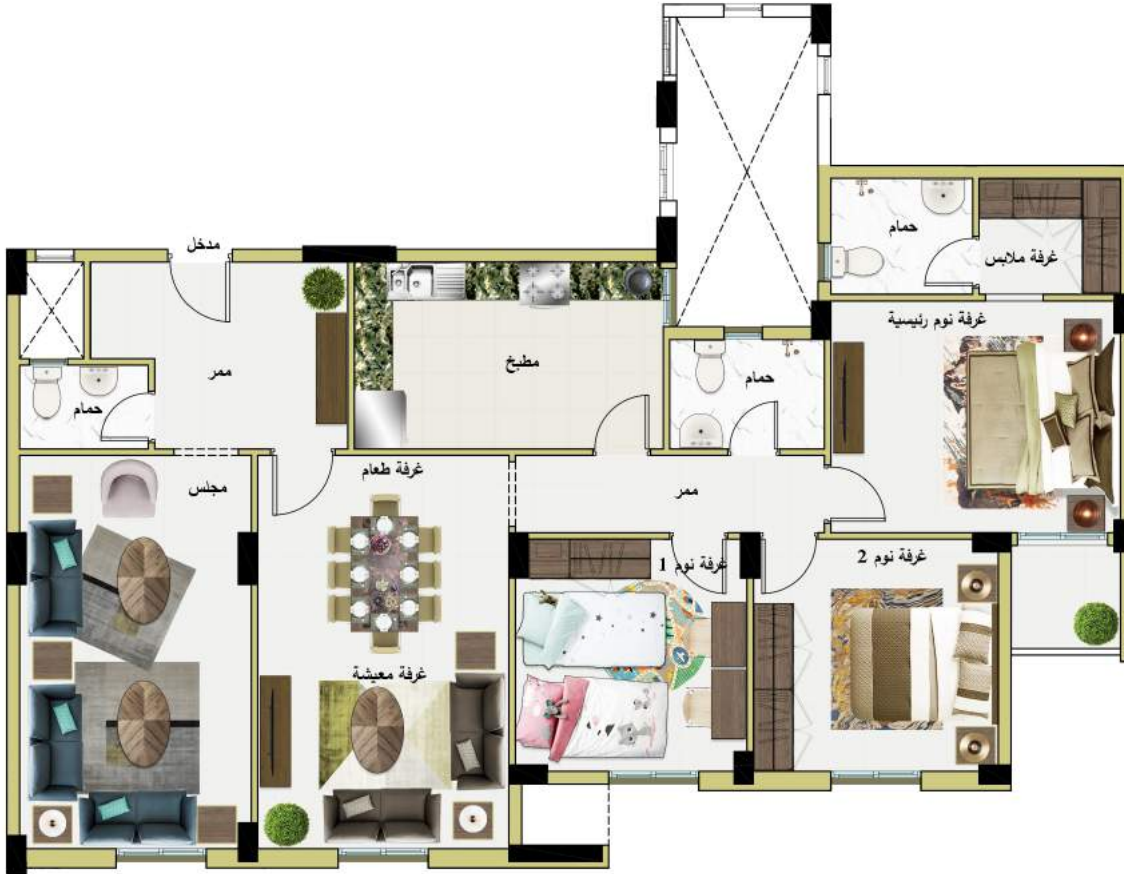 مدخل
حمام
غرفة ملابس
غرفة نوم رئيسية
مطبخ
ممر
حمام
حمام
غرفة طعام
مجلس
ممر
غرفة نوم 1
غرفة نوم 2
غرفة معيشة